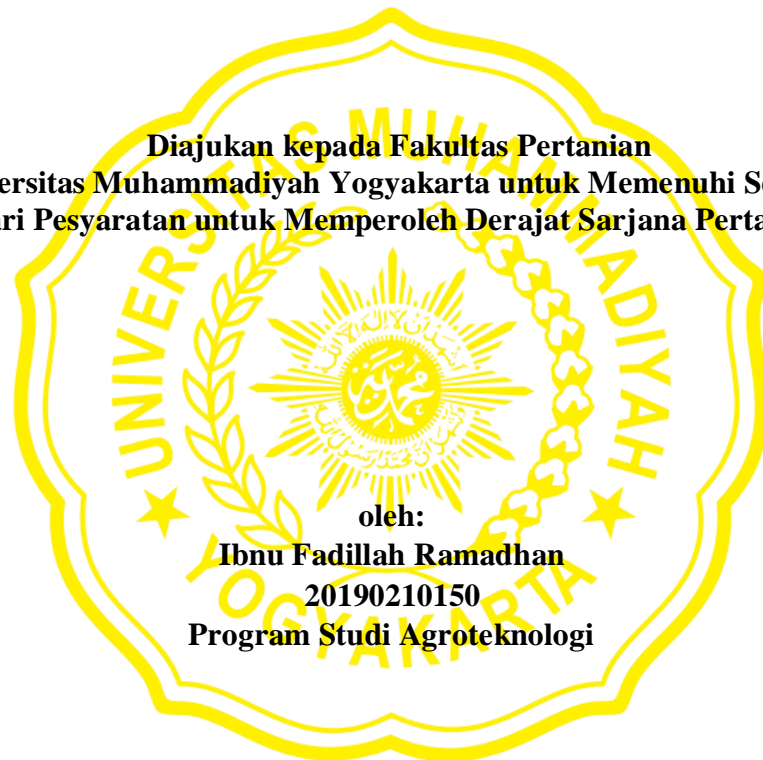 Diajukan kepada Fakultas Pertanian
ersitas Muhammadiyah Yogyakarta untuk Memenuhi S
ri Pesyaratan untuk Memperoleh Derajat Sarjana Perta
UNIVERSITAS MUHAMMADIYAH
YOGYAKARTA
oleh:
Ibnu Fadillah Ramadhan
20190210150
Program Studi Agroteknologi